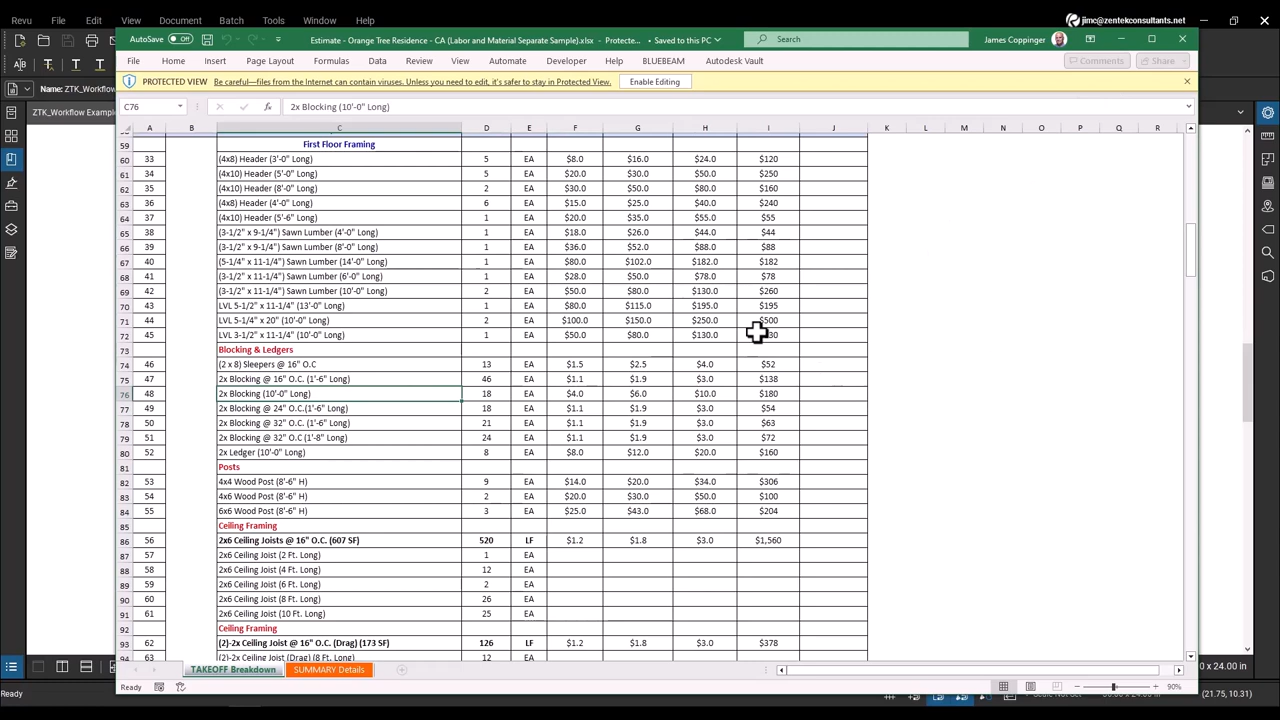 Revu File Edit View Document Batch Tools Window Help jimc@zentekconsultants.net
AutoSave Off Estimate - Orange Tree Residence - CA (Labor and Material Separate Sample).xlsx - Protecte... • Saved to this PC Search James Coppinger
File Home Insert Formulas Data Review View Automate Developer Help BLUEBEAM Autodesk Vault Comments Share
PROTECTED VIEW Be careful—files from the Internet can contain viruses. Unless you need to edit, it's safer to stay in Protected View. Enable Editing
Name: ZTK_Workflow
C76 fx 2x Blocking (10'-0" Long)
ZTK_Workflow Example
A B C D E F G H I J K L M N O P Q R
59 First Floor Framing
60 33 (4x8) Header (3'-0" Long) 5 EA $8.0 $16.0 $24.0 $120
61 34 (4x10) Header (5'-0" Long) 5 EA $20.0 $30.0 $50.0 $250
62 35 (4x10) Header (8'-0" Long) 2 EA $30.0 $50.0 $80.0 $160
63 36 (4x8) Header (4'-0" Long) 6 EA $15.0 $25.0 $40.0 $240
64 37 (4x10) Header (5'-6" Long) 1 EA $20.0 $35.0 $55.0 $55
65 38 (3-1/2" x 9-1/4") Sawn Lumber (4'-0" Long) 1 EA $18.0 $26.0 $44.0 $44
66 39 (3-1/2" x 9-1/4") Sawn Lumber (8'-0" Long) 1 EA $36.0 $52.0 $88.0 $88
67 40 (5-1/4" x 11-1/4") Sawn Lumber (14'-0" Long) 1 EA $80.0 $102.0 $182.0 $182
68 41 (3-1/2" x 11-1/4") Sawn Lumber (6'-0" Long) 1 EA $28.0 $50.0 $78.0 $78
69 42 (3-1/2" x 11-1/4") Sawn Lumber (10'-0" Long) 2 EA $50.0 $80.0 $130.0 $260
70 43 LVL 5-1/2" x 11-1/4" (13'-0" Long) 1 EA $80.0 $115.0 $195.0 $195
71 44 LVL 5-1/4" x 20" (10'-0" Long) 2 EA $100.0 $150.0 $250.0 $500
72 45 LVL 3-1/2" x 11-1/4" (10'-0" Long) 1 EA $50.0 $80.0 $130.0
73 Blocking & Ledgers
74 46 (2 x 8) Sleepers @ 16" O.C 13 EA $1.5 $2.5 $4.0 $52
75 47 2x Blocking @ 16" O.C. (1'-6" Long) 46 EA $1.1 $1.9 $3.0 $138
76 48 2x Blocking (10'-0" Long) 18 EA $4.0 $6.0 $10.0 $180
77 49 2x Blocking @ 24" O.C.(1'-6" Long) 18 EA $1.1 $1.9 $3.0 $54
78 50 2x Blocking @ 32" O.C. (1'-6" Long) 21 EA $1.1 $1.9 $3.0 $63
79 51 2x Blocking @ 32" O.C (1'-8" Long) 24 EA $1.1 $1.9 $3.0 $72
80 52 2x Ledger (10'-0" Long) 8 EA $8.0 $12.0 $20.0 $160
81 Posts
82 53 4x4 Wood Post (8'-6" H) 9 EA $14.0 $20.0 $34.0 $306
83 54 4x6 Wood Post (8'-6" H) 2 EA $20.0 $30.0 $50.0 $100
84 55 6x6 Wood Post (8'-6" H) 3 EA $25.0 $43.0 $68.0 $204
85 Ceiling Framing
86 56 2x6 Ceiling Joists @ 16" O.C. (607 SF) 520 LF $1.2 $1.8 $3.0 $1,560
87 57 2x6 Ceiling Joist (2 Ft. Long) 1 EA
88 58 2x6 Ceiling Joist (4 Ft. Long) 12 EA
89 59 2x6 Ceiling Joist (6 Ft. Long) 2 EA
90 60 2x6 Ceiling Joist (8 Ft. Long) 26 EA
91 61 2x6 Ceiling Joist (10 Ft. Long) 25 EA
92 Ceiling Framing
93 62 (2)-2x Ceiling Joist @ 16" O.C. (Drag) (173 SF) 126 LF $1.2 $1.8 $3.0 $378
94 63 (2)-2x Ceiling Joist (Drag) (8 Ft. Long) 12 EA
TAKEOFF Breakdown SUMMARY Details
x 24.00 in
Ready 90%
Ready (21.75, 10.31)